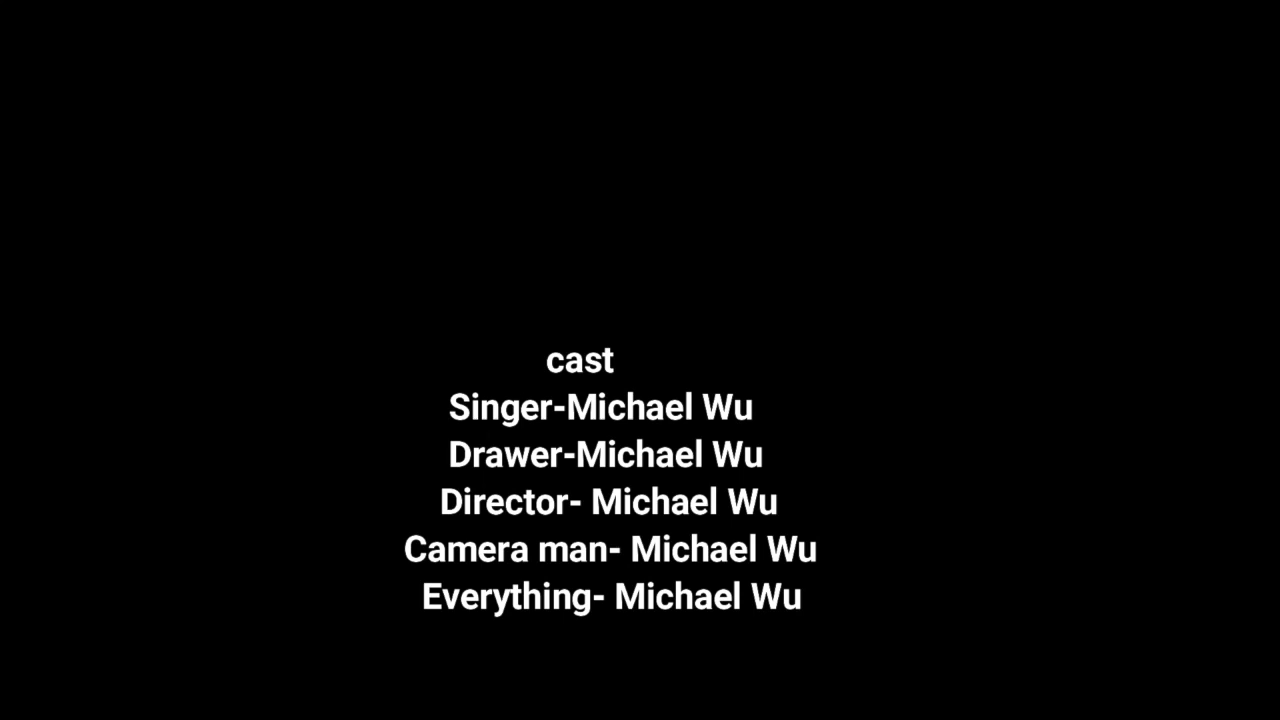 cast
Singer-Michael Wu
Drawer-Michael Wu
Director- Michael Wu
Camera man- Michael Wu
Everything- Michael Wu